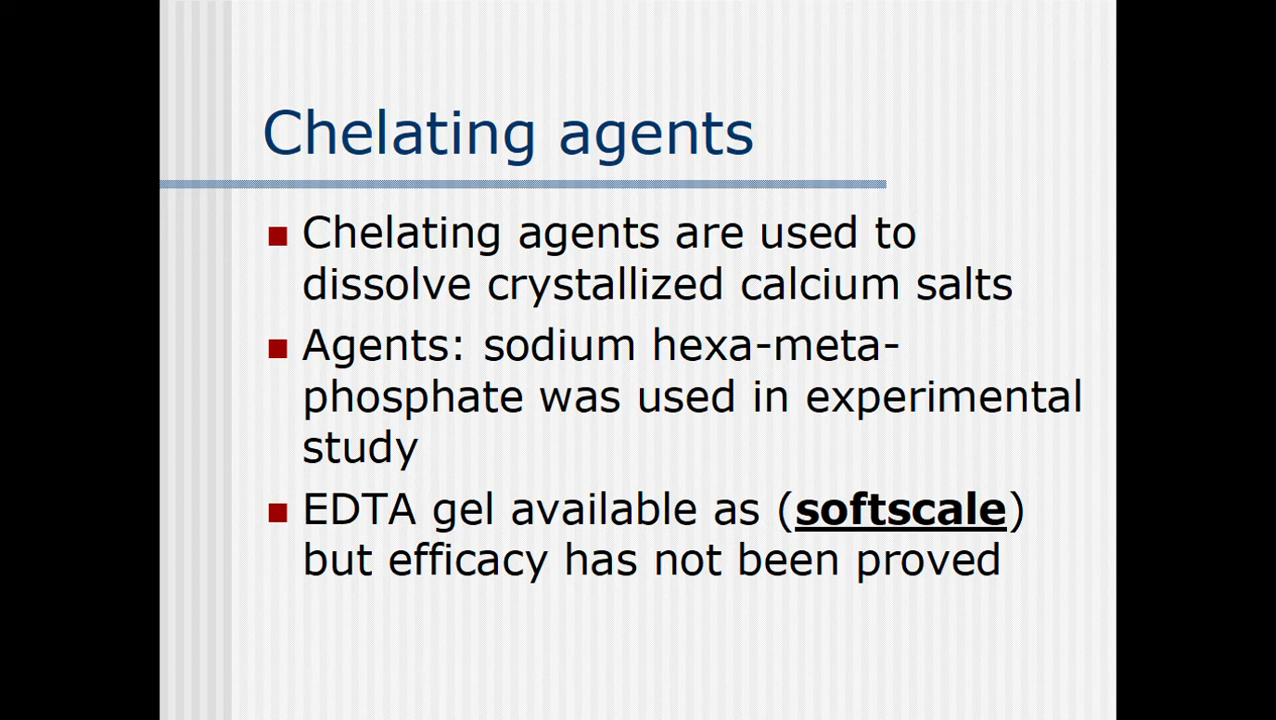 Chelating agents
Chelating agents are used to
dissolve crystallized calcium salts
Agents: sodium hexa-meta-
phosphate was used in experimental
study
EDTA gel available as (softscale)
but efficacy has not been proved